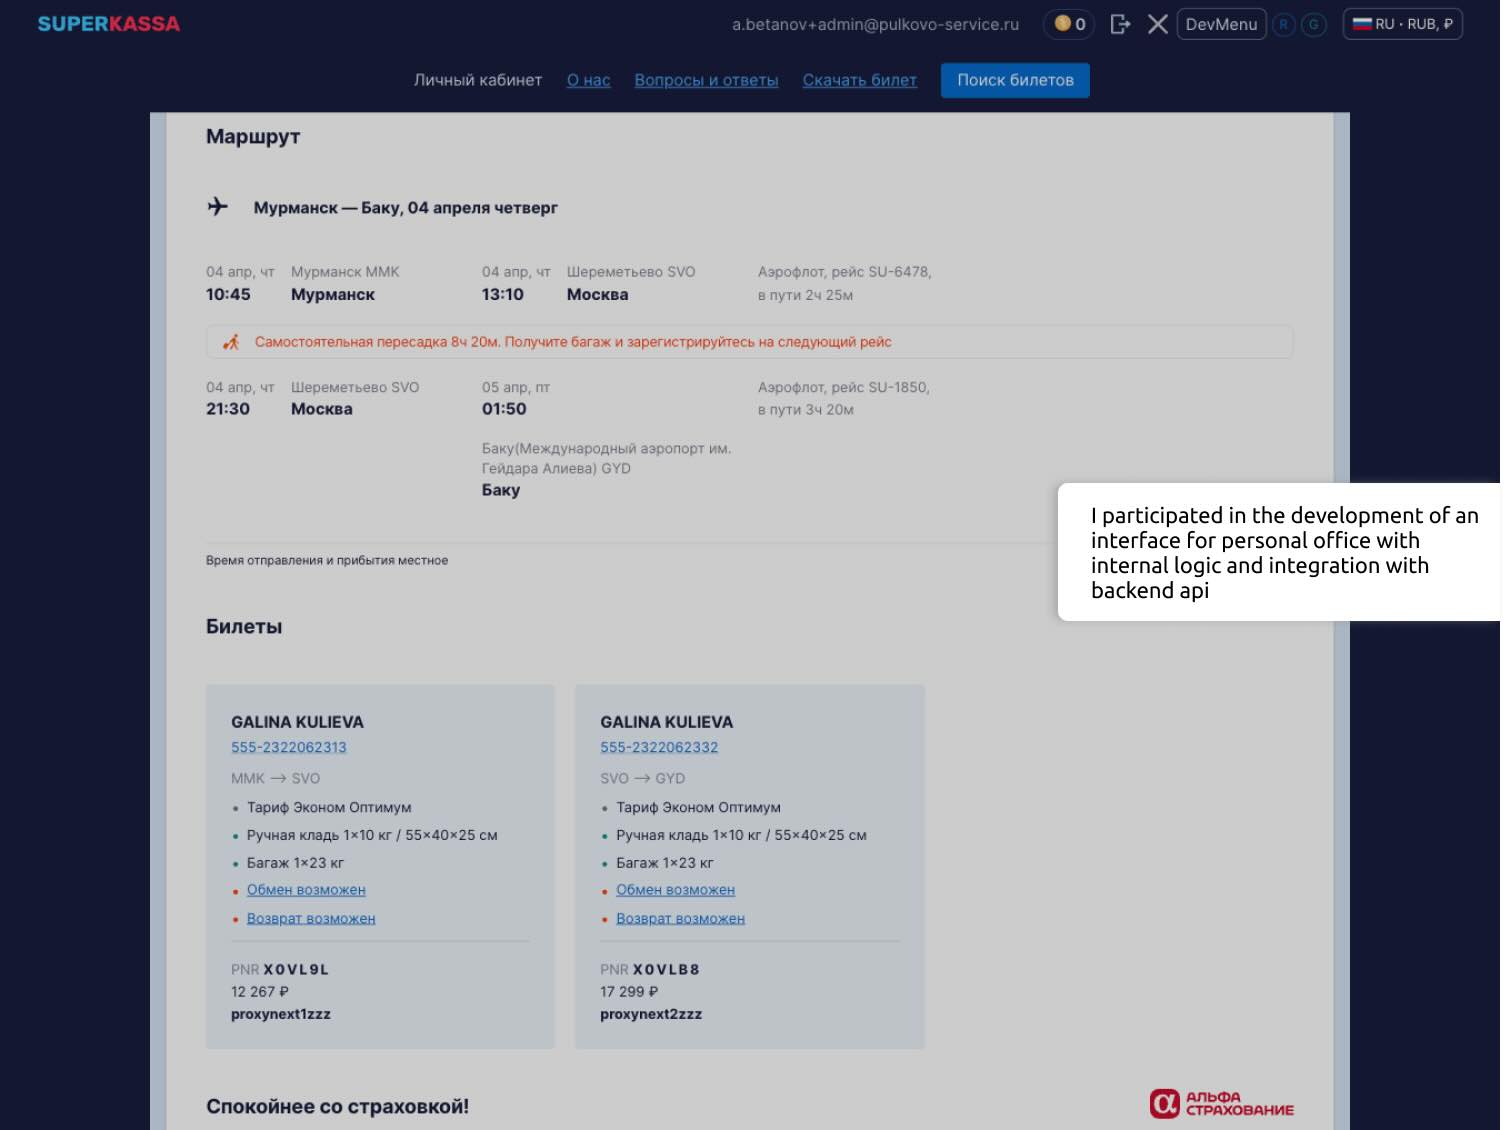 SUPERKASSA
a.betanov+admin@pulkovo-service.ru
0
DevMenu
R
G
RU · RUB, ₽
Личный кабинет
О нас
Вопросы и ответы
Скачать билет
Поиск билетов
Маршрут
Мурманск — Баку, 04 апреля четверг
04 апр, чт Мурманск MMK 04 апр, чт Шереметьево SVO Аэрофлот, рейс SU-6478,
10:45 Мурманск 13:10 Москва в пути 2ч 25м
Самостоятельная пересадка 8ч 20м. Получите багаж и зарегистрируйтесь на следующий рейс
04 апр, чт Шереметьево SVO 05 апр, пт Аэрофлот, рейс SU-1850,
21:30 Москва 01:50 в пути 3ч 20м
Баку(Международный аэропорт им.
Гейдара Алиева) GYD
Баку
I participated in the development of an
interface for personal office with
internal logic and integration with
backend api
Время отправления и прибытия местное
Билеты
GALINA KULIEVA
555-2322062313
MMK → SVO
• Тариф Эконом Оптимум
• Ручная кладь 1×10 кг / 55×40×25 см
• Багаж 1×23 кг
• Обмен возможен
• Возврат возможен
PNR X0VL9L
12 267 ₽
proxynext1zzz
GALINA KULIEVA
555-2322062332
SVO → GYD
• Тариф Эконом Оптимум
• Ручная кладь 1×10 кг / 55×40×25 см
• Багаж 1×23 кг
• Обмен возможен
• Возврат возможен
PNR X0VLB8
17 299 ₽
proxynext2zzz
Спокойнее со страховкой!
АЛЬФА
СТРАХОВАНИЕ